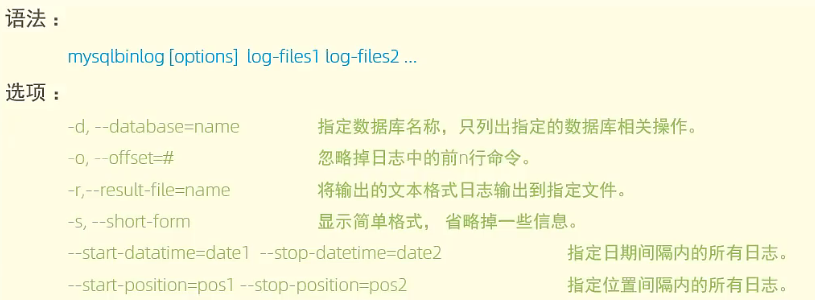 语法：
mysqlbinlog [options] log-files1 log-files2 ...
选项：
-d, --database=name 指定数据库名称，只列出指定的数据库相关操作。
-o, --offset=# 忽略掉日志中的前n行命令。
-r,--result-file=name 将输出的文本格式日志输出到指定文件。
-s, --short-form 显示简单格式， 省略掉一些信息。
--start-datatime=date1 --stop-datetime=date2 指定日期间隔内的所有日志。
--start-position=pos1 --stop-position=pos2 指定位置间隔内的所有日志。